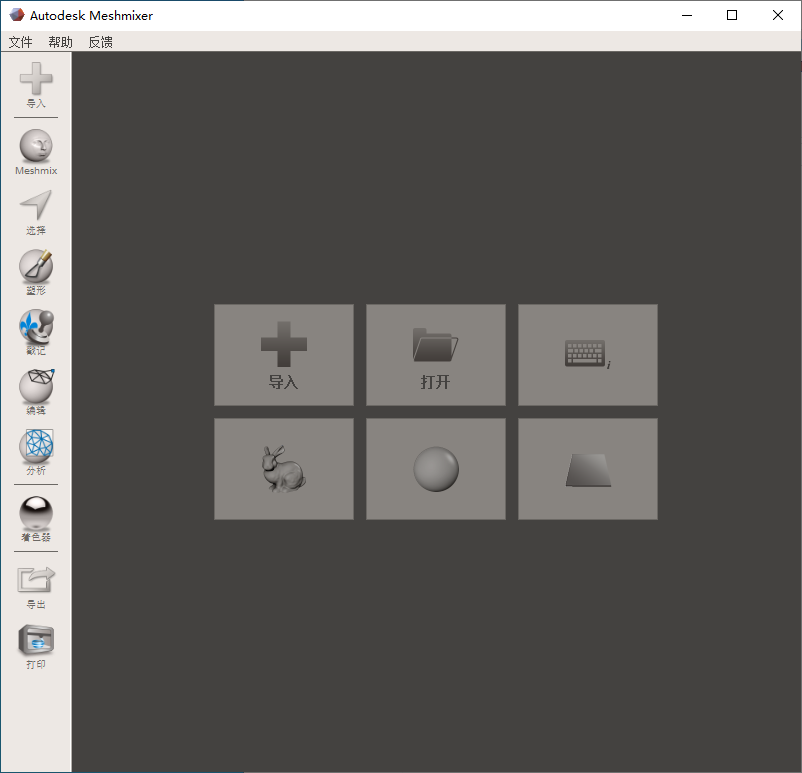 Autodesk Meshmixer
文件 帮助 反馈
导入
Meshmix
选择
塑形
戳记
编辑
分析
着色器
导出
打印
导入
打开
i